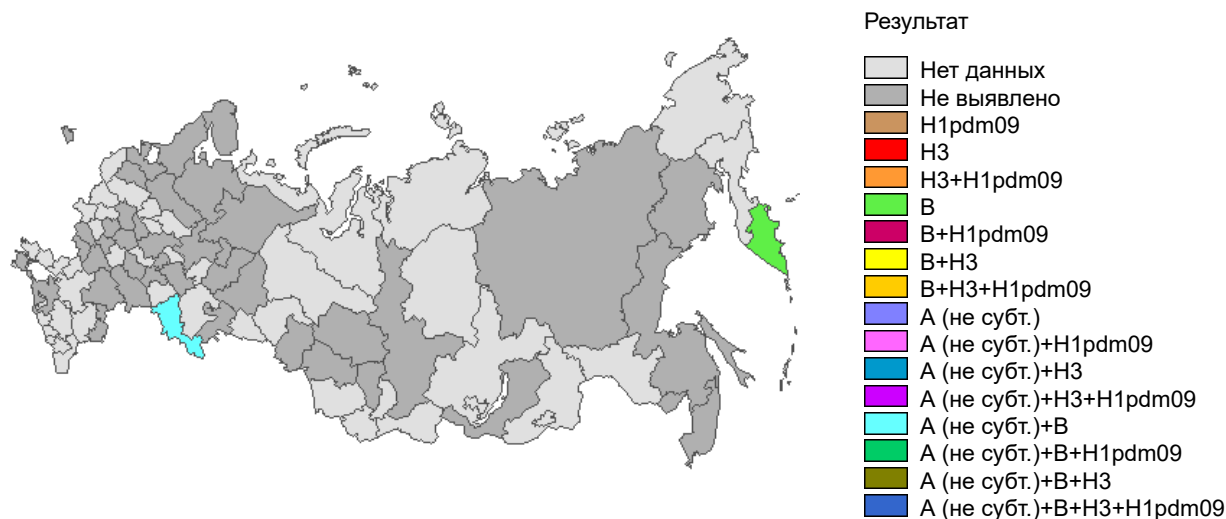 Результат
Нет данных
Не выявлено
H1pdm09
H3
H3+H1pdm09
B
B+H1pdm09
B+H3
B+H3+H1pdm09
А (не субт.)
А (не субт.)+H1pdm09
А (не субт.)+H3
А (не субт.)+H3+H1pdm09
А (не субт.)+B
А (не субт.)+B+H1pdm09
А (не субт.)+B+H3
А (не субт.)+B+H3+H1pdm09